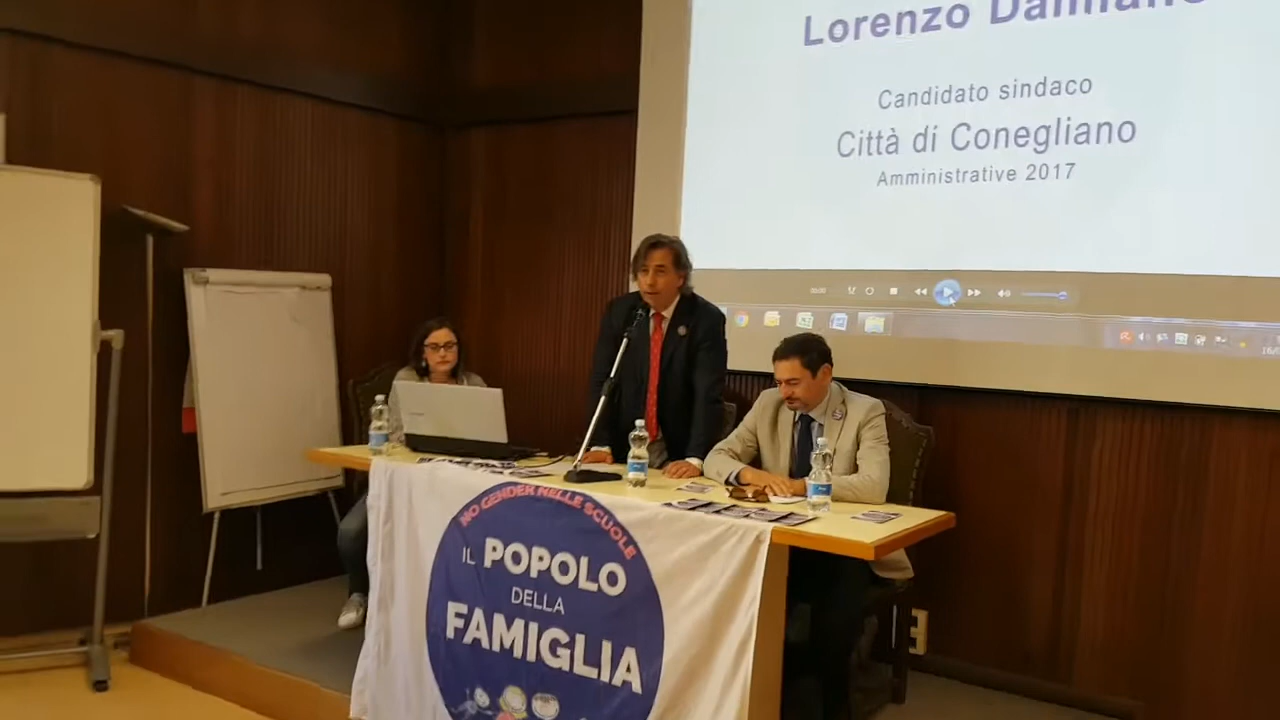 Lorenzo Damiano
Candidato sindaco
Città di Conegliano
Amministrative 2017
NO GENDER NELLE SCUOLE
IL POPOLO
DELLA
FAMIGLIA